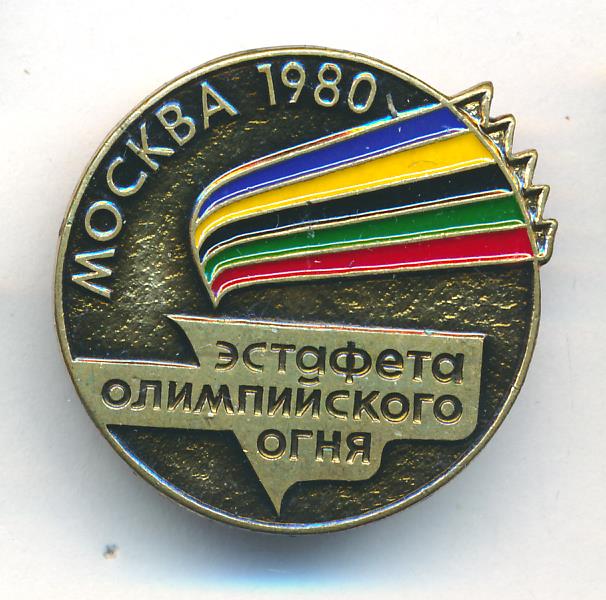 МОСКВА 1980
эстафета
олимпийского
огня